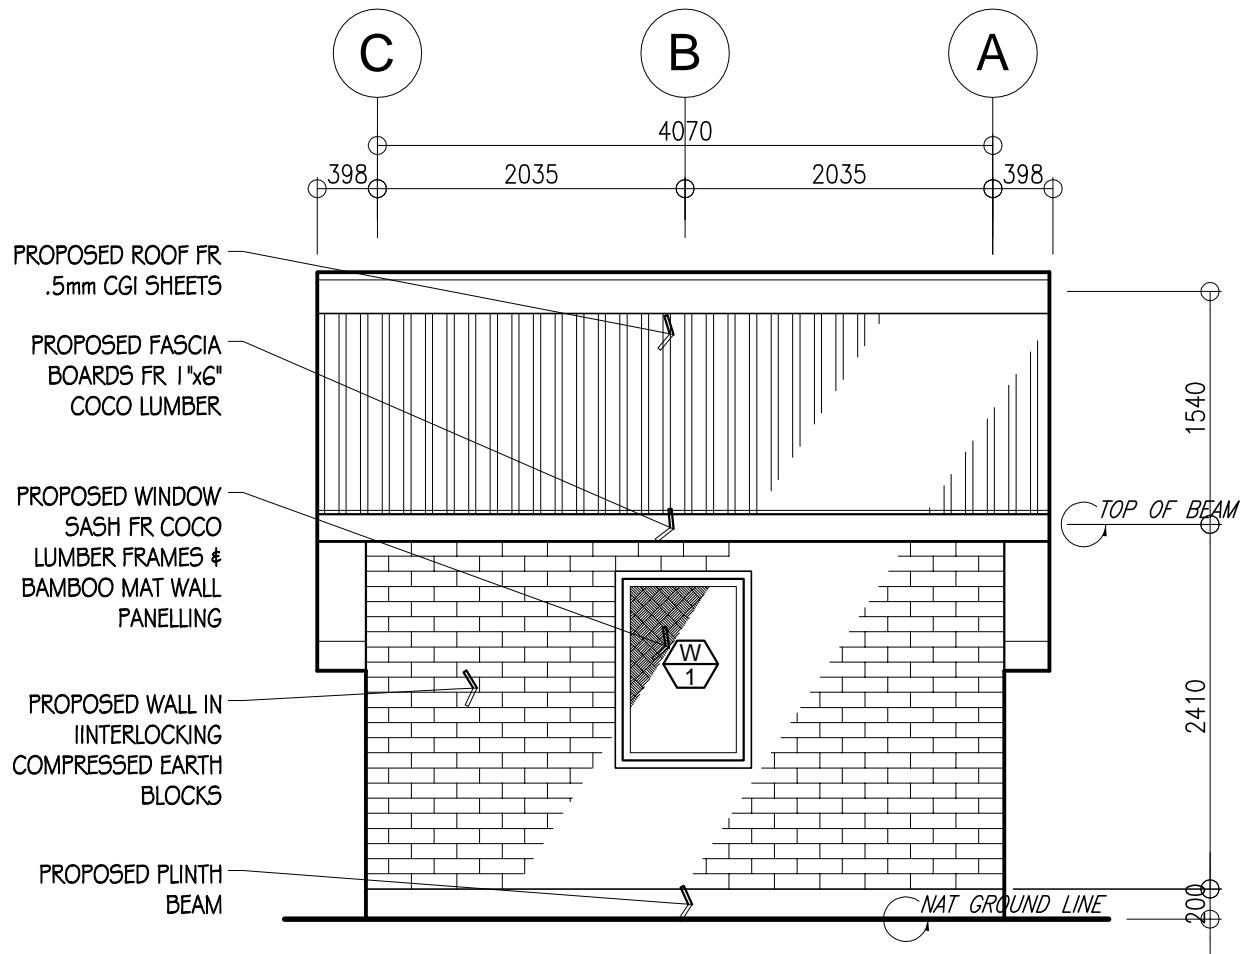 C
B
A
4070
398
2035
2035
398
PROPOSED ROOF FR
.5mm CGI SHEETS
PROPOSED FASCIA
BOARDS FR 1"x6"
COCO LUMBER
1540
PROPOSED WINDOW
SASH FR COCO
LUMBER FRAMES &
BAMBOO MAT WALL
PANELLING
TOP OF BEAM
W
1
PROPOSED WALL IN
IINTERLOCKING
COMPRESSED EARTH
BLOCKS
2410
PROPOSED PLINTH
BEAM
NAT GROUND LINE
200